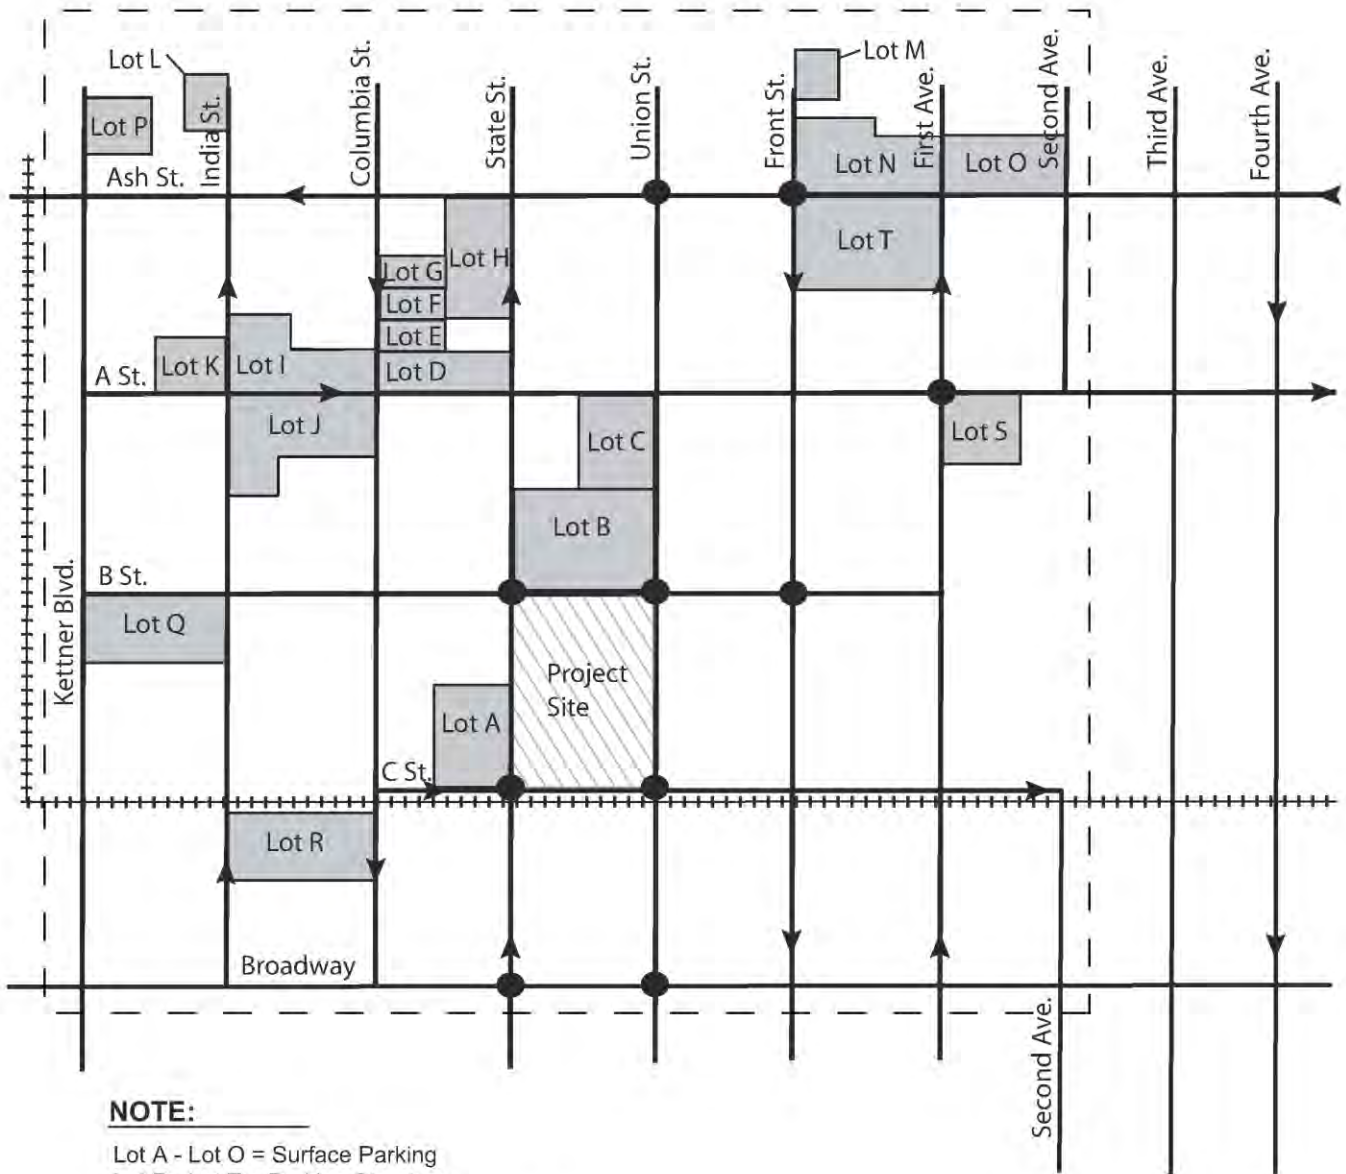 Lot L
Lot M
Lot P
India St.
Columbia St.
State St.
Union St.
Front St.
First Ave.
Second Ave.
Third Ave.
Fourth Ave.
Ash St.
Lot N
Lot O
Lot T
Lot G
Lot H
Lot F
Lot E
Lot D
Lot K
Lot I
A St.
Lot J
Lot C
Lot S
Lot B
B St.
Kettner Blvd.
Lot Q
Project
Site
Lot A
C St.
Lot R
Broadway
Second Ave.
NOTE:
Lot A - Lot O = Surface Parking